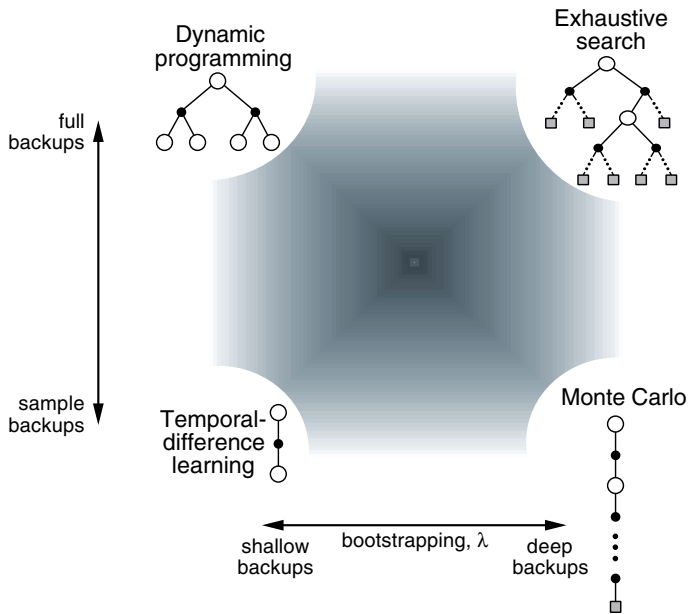 Dynamic
programming
Exhaustive
search
full
backups
sample
backups
Temporal-
difference
learning
Monte Carlo
bootstrapping, λ
shallow
backups
deep
backups